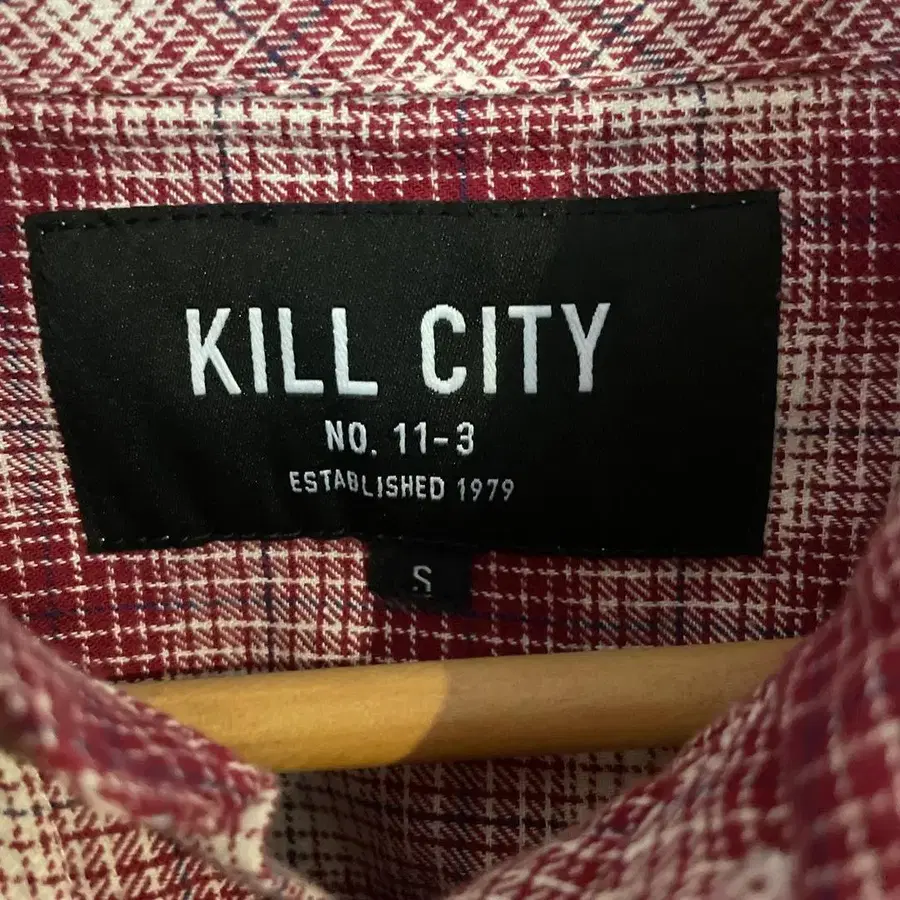 KILL CITY
NO. 11-3
ESTABLISHED 1979
S